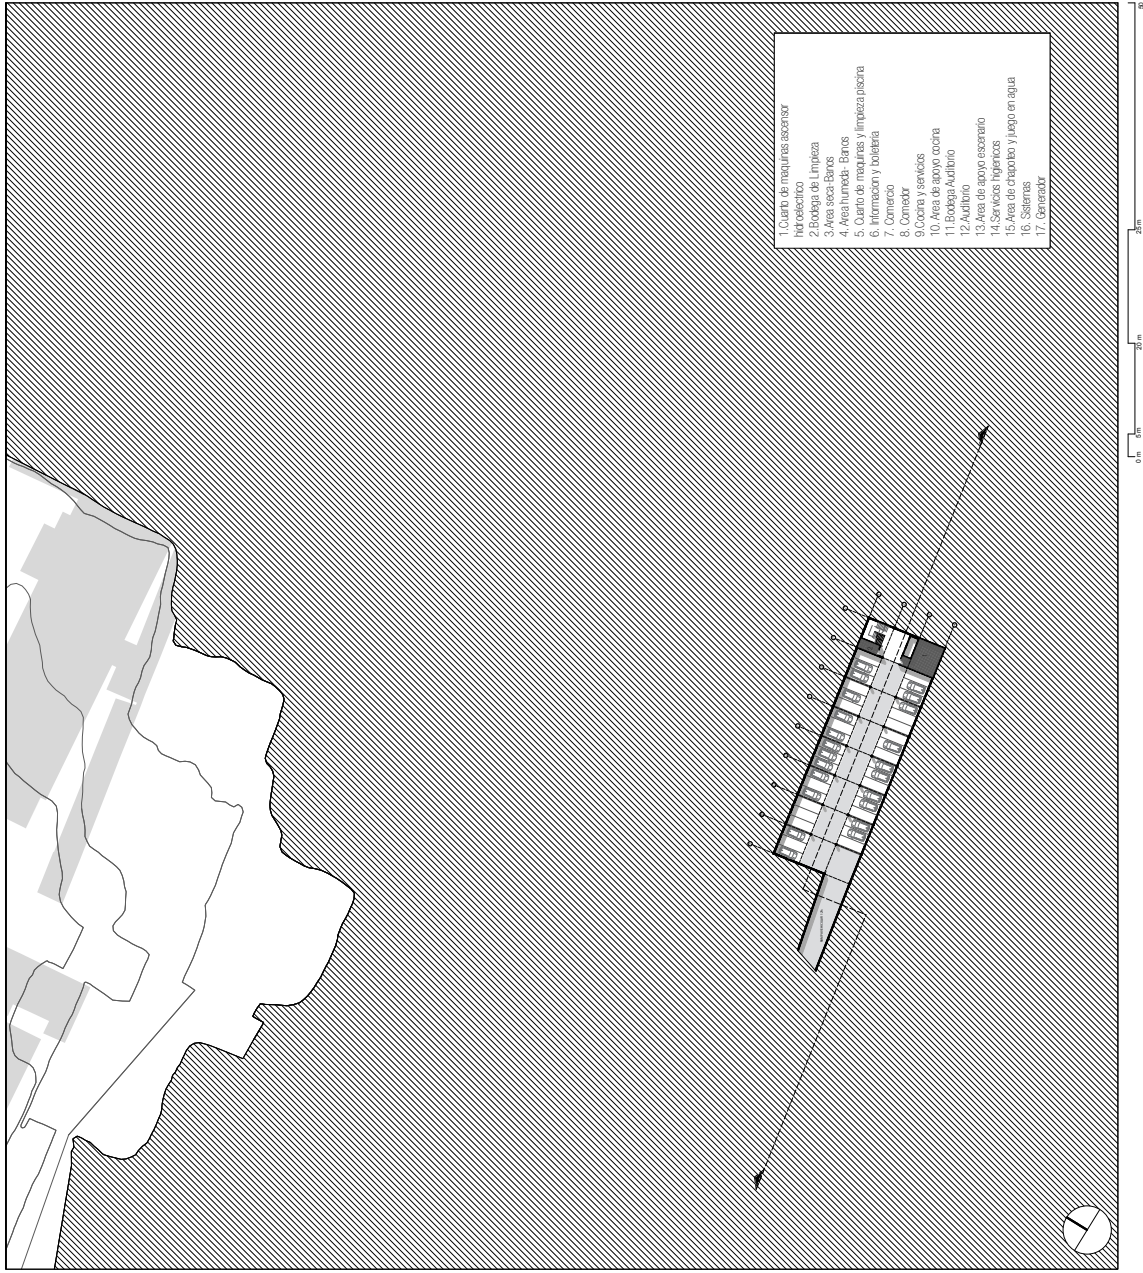 1.Cuarto de maquinas ascensor
hidroelectrico
2.Bodega de Limpieza
3.Area seca-Banos
4. Area humeda- Banos
5. Cuarto de maquinas y limpieza piscina
6. Informacion y boleteria
7. Comercio
8. Comedor
9.Cocina y servicios
10. Area de apoyo cocina
11.Bodega Auditorio
12.Auditorio
13.Area de apoyo escenario
14.Servicios higienicos
15.Area de chapoteo y juego en agua
16. Sistemas
17. Generador
0 m
5 m
20 m
25m